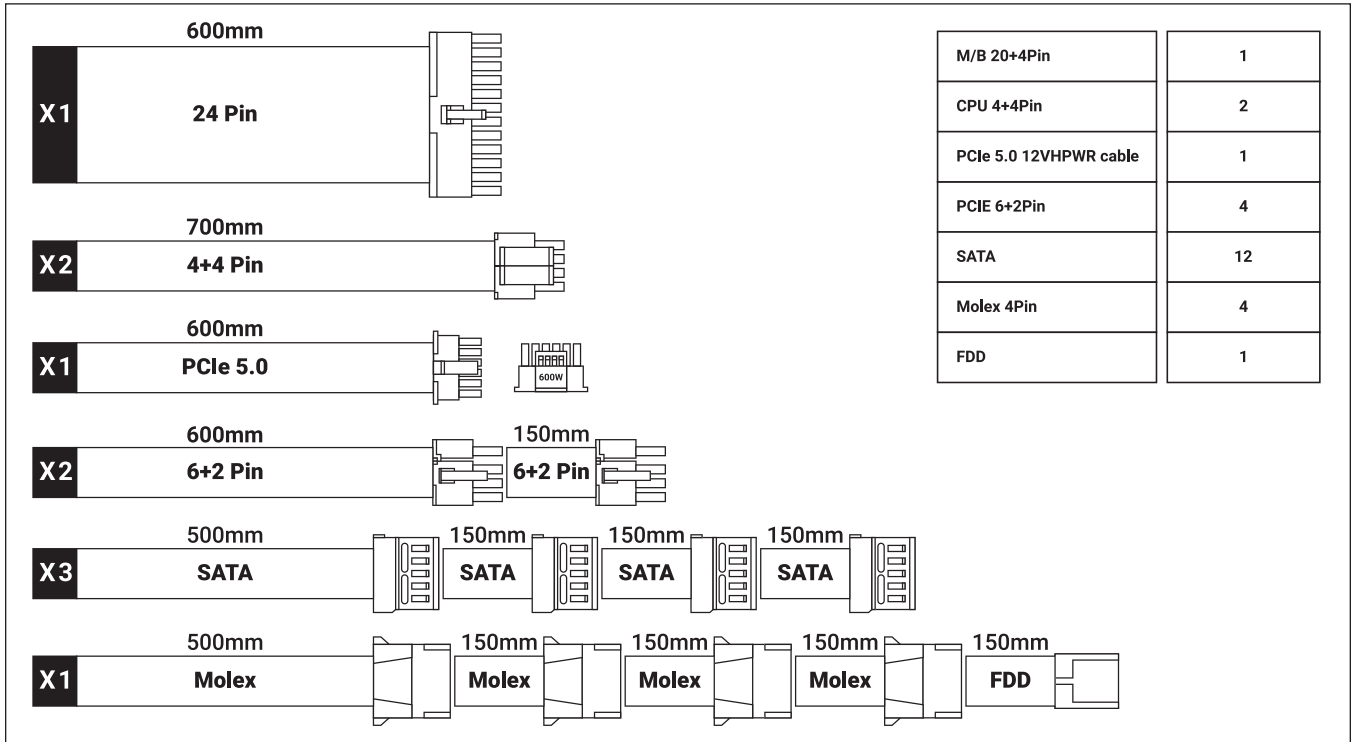 600mm
X1 24 Pin
700mm
X2 4+4 Pin
600mm
X1 PCIe 5.0 600W
600mm 150mm
X2 6+2 Pin 6+2 Pin
500mm 150mm 150mm 150mm
X3 SATA SATA SATA SATA
500mm 150mm 150mm 150mm 150mm
X1 Molex Molex Molex Molex FDD
M/B 20+4Pin 1
CPU 4+4Pin 2
PCIe 5.0 12VHPWR cable 1
PCIE 6+2Pin 4
SATA 12
Molex 4Pin 4
FDD 1